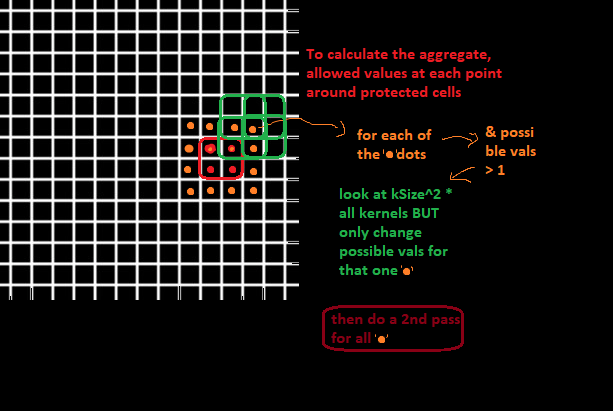 To calculate the aggregate,
allowed values at each point
around protected cells
for each of
the '●'dots
& possi
ble vals
> 1
look at kSize^2 *
all kernels BUT
only change
possible vals for
that one '●'
then do a 2nd pass
for all '●'